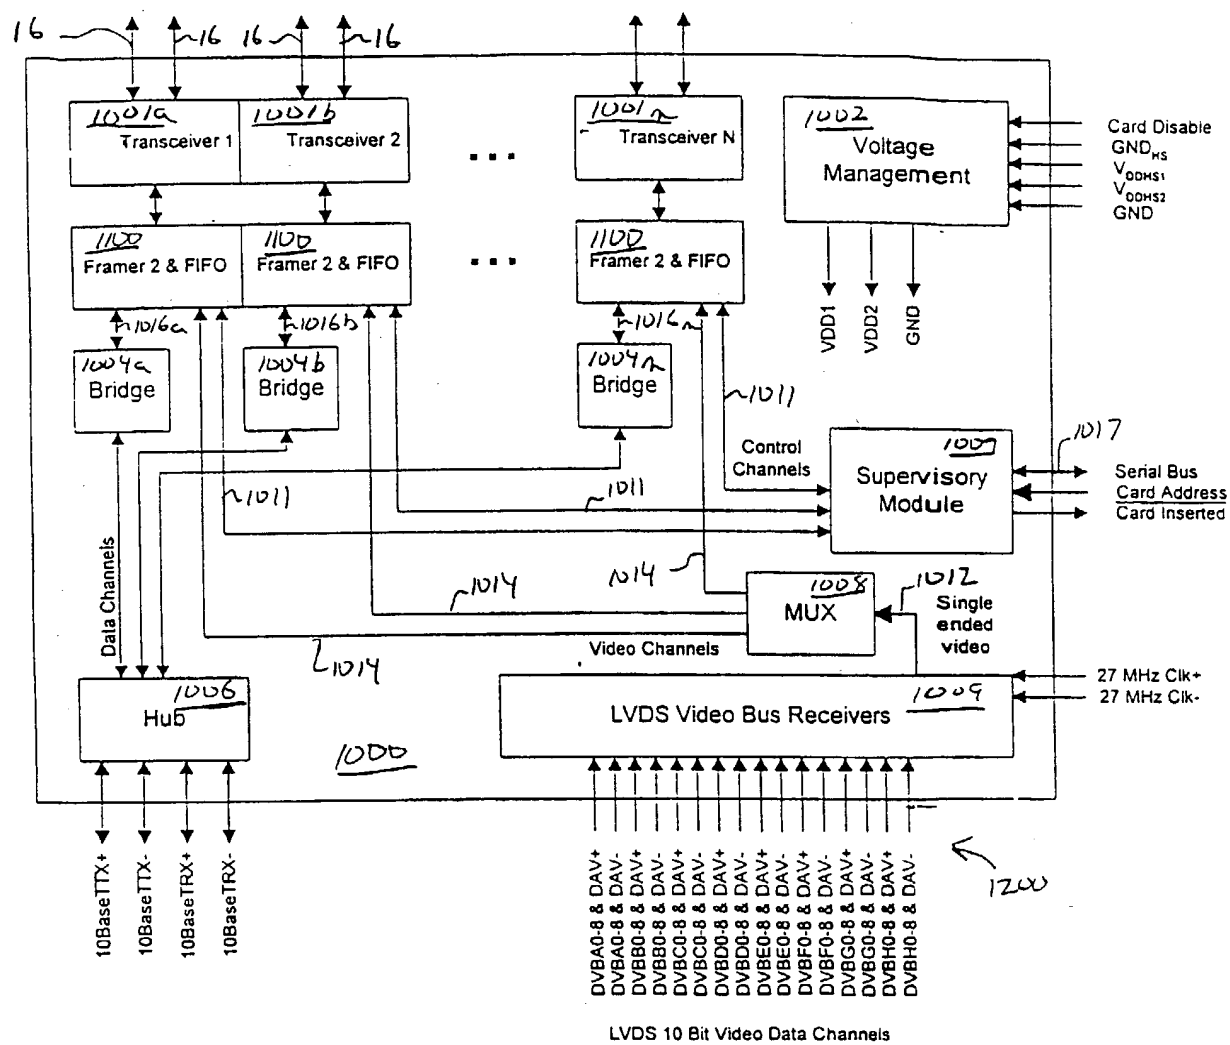 16
16
16
16
1001a
Transceiver 1
1001b
Transceiver 2
1001n
Transceiver N
1002
Voltage
Management
Card Disable
GND HS
V DDHS1
V DDHS2
GND
1100
Framer 2 & FIFO
1100
Framer 2 & FIFO
1100
Framer 2 & FIFO
VDD1
VDD2
GND
1016a
1016b
1016n
1004a
Bridge
1004b
Bridge
1004n
Bridge
1011
Control
Channels
Supervisory
Module
1017
Serial Bus
Card Address
Card Inserted
1011
1011
Data Channels
1014
1014
1008
MUX
1012
Single
ended
video
Video Channels
1014
1006
Hub
LVDS Video Bus Receivers
1009
27 MHz Clk+
27 MHz Clk-
1000
10BaseTTX+
10BaseTTX-
10BaseTRX+
10BaseTRX-
DVBA0-8 & DAV+
DVBA0-8 & DAV-
DVBB0-8 & DAV+
DVBB0-8 & DAV-
DVBC0-8 & DAV+
DVBC0-8 & DAV-
DVBD0-8 & DAV+
DVBD0-8 & DAV-
DVBE0-8 & DAV+
DVBE0-8 & DAV-
DVBF0-8 & DAV+
DVBF0-8 & DAV-
DVBG0-8 & DAV+
DVBG0-8 & DAV-
DVBH0-8 & DAV+
DVBH0-8 & DAV-
1200
LVDS 10 Bit Video Data Channels